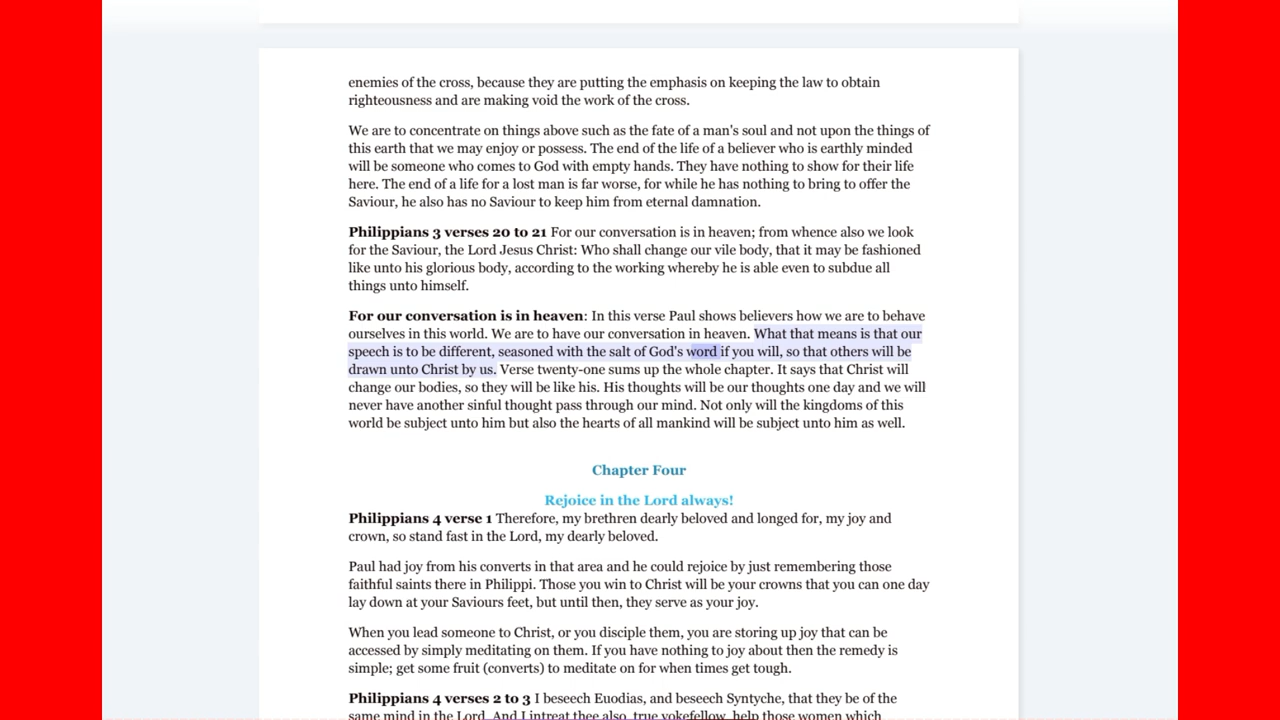 enemies of the cross, because they are putting the emphasis on keeping the law to obtain
righteousness and are making void the work of the cross.
We are to concentrate on things above such as the fate of a man's soul and not upon the things of
this earth that we may enjoy or possess. The end of the life of a believer who is earthly minded
will be someone who comes to God with empty hands. They have nothing to show for their life
here. The end of a life for a lost man is far worse, for while he has nothing to bring to offer the
Saviour, he also has no Saviour to keep him from eternal damnation.
Philippians 3 verses 20 to 21 For our conversation is in heaven; from whence also we look
for the Saviour, the Lord Jesus Christ: Who shall change our vile body, that it may be fashioned
like unto his glorious body, according to the working whereby he is able even to subdue all
things unto himself.
For our conversation is in heaven: In this verse Paul shows believers how we are to behave
ourselves in this world. We are to have our conversation in heaven. What that means is that our
speech is to be different, seasoned with the salt of God's word if you will, so that others will be
drawn unto Christ by us. Verse twenty-one sums up the whole chapter. It says that Christ will
change our bodies, so they will be like his. His thoughts will be our thoughts one day and we will
never have another sinful thought pass through our mind. Not only will the kingdoms of this
world be subject unto him but also the hearts of all mankind will be subject unto him as well.
Chapter Four
Rejoice in the Lord always!
Philippians 4 verse 1 Therefore, my brethren dearly beloved and longed for, my joy and
crown, so stand fast in the Lord, my dearly beloved.
Paul had joy from his converts in that area and he could rejoice by just remembering those
faithful saints there in Philippi. Those you win to Christ will be your crowns that you can one day
lay down at your Saviours feet, but until then, they serve as your joy.
When you lead someone to Christ, or you disciple them, you are storing up joy that can be
accessed by simply meditating on them. If you have nothing to joy about then the remedy is
simple; get some fruit (converts) to meditate on for when times get tough.
Philippians 4 verses 2 to 3 I beseech Euodias, and beseech Syntyche, that they be of the
same mind in the Lord. And I intreat thee also, true yokefellow, help those women which